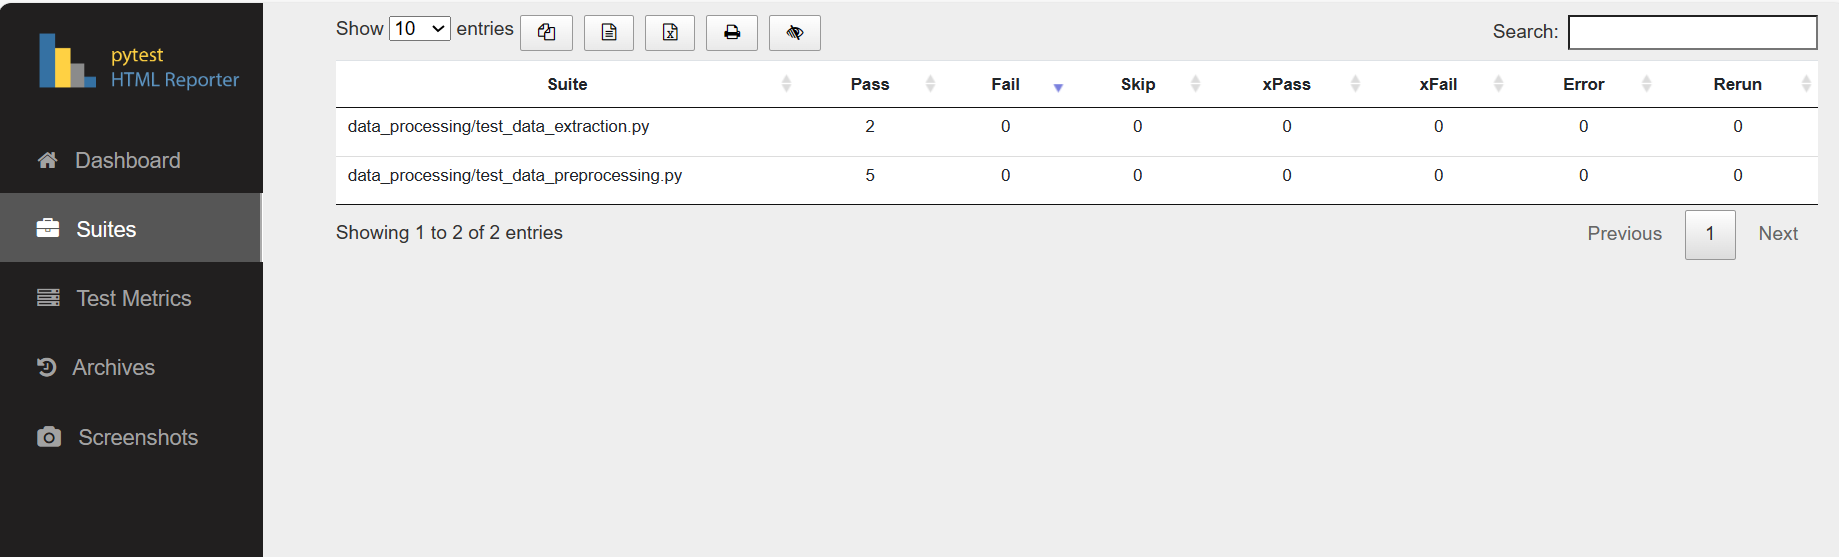 pytest
HTML Reporter
Dashboard
Suites
Test Metrics
Archives
Screenshots
Show 10 entries
Search:
Suite Pass Fail Skip xPass xFail Error Rerun
data_processing/test_data_extraction.py 2 0 0 0 0 0 0
data_processing/test_data_preprocessing.py 5 0 0 0 0 0 0
Showing 1 to 2 of 2 entries
Previous 1 Next